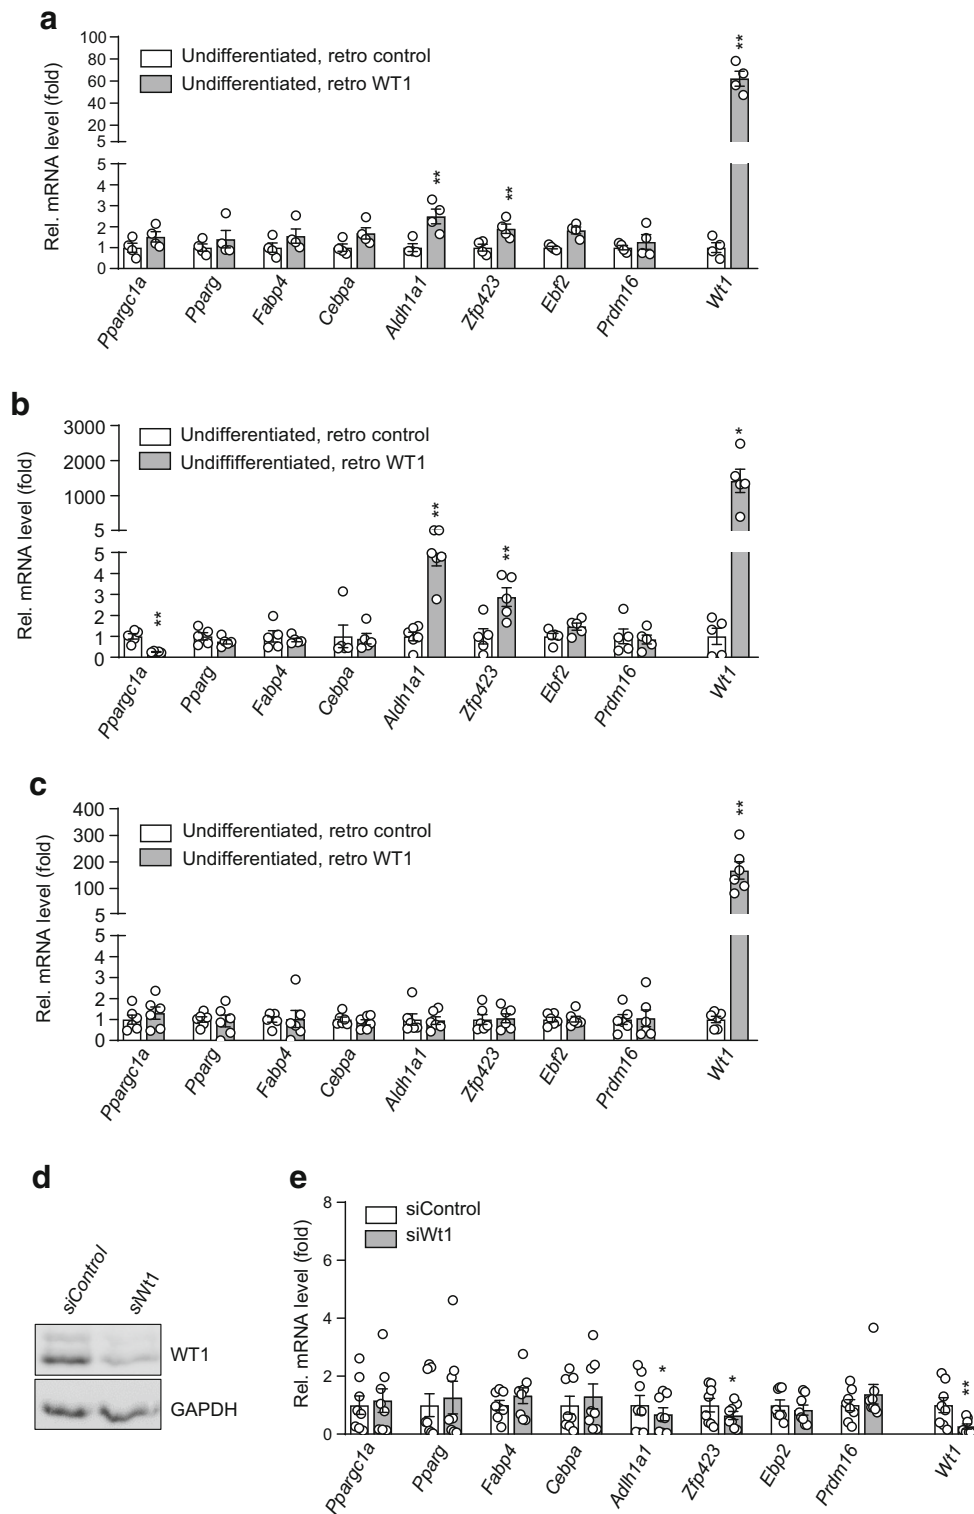 a
Rel. mRNA level (fold)
100
80
60
40
20
5
5
4
3
2
1
0
Undifferentiated, retro control
Undifferentiated, retro WT1
**
**
**
Ppargc1a
Pparg
Fabp4
Cebpa
Aldh1a1
Zfp423
Ebf2
Prdm16
Wt1
b
Rel. mRNA level (fold)
3000
2000
1000
5
5
4
3
2
1
0
Undifferentiated, retro control
Undiffifferentiated, retro WT1
**
**
**
*
Ppargc1a
Pparg
Fabp4
Cebpa
Aldh1a1
Zfp423
Ebf2
Prdm16
Wt1
c
Rel. mRNA level (fold)
400
300
200
100
5
5
4
3
2
1
0
Undifferentiated, retro control
Undifferentiated, retro WT1
**
Ppargc1a
Pparg
Fabp4
Cebpa
Aldh1a1
Zfp423
Ebf2
Prdm16
Wt1
d
siControl
siWt1
WT1
GAPDH
e
Rel. mRNA level (fold)
8
6
4
2
0
siControl
siWt1
*
*
**
Ppargc1a
Pparg
Fabp4
Cebpa
Adlh1a1
Zfp423
Ebp2
Prdm16
Wt1